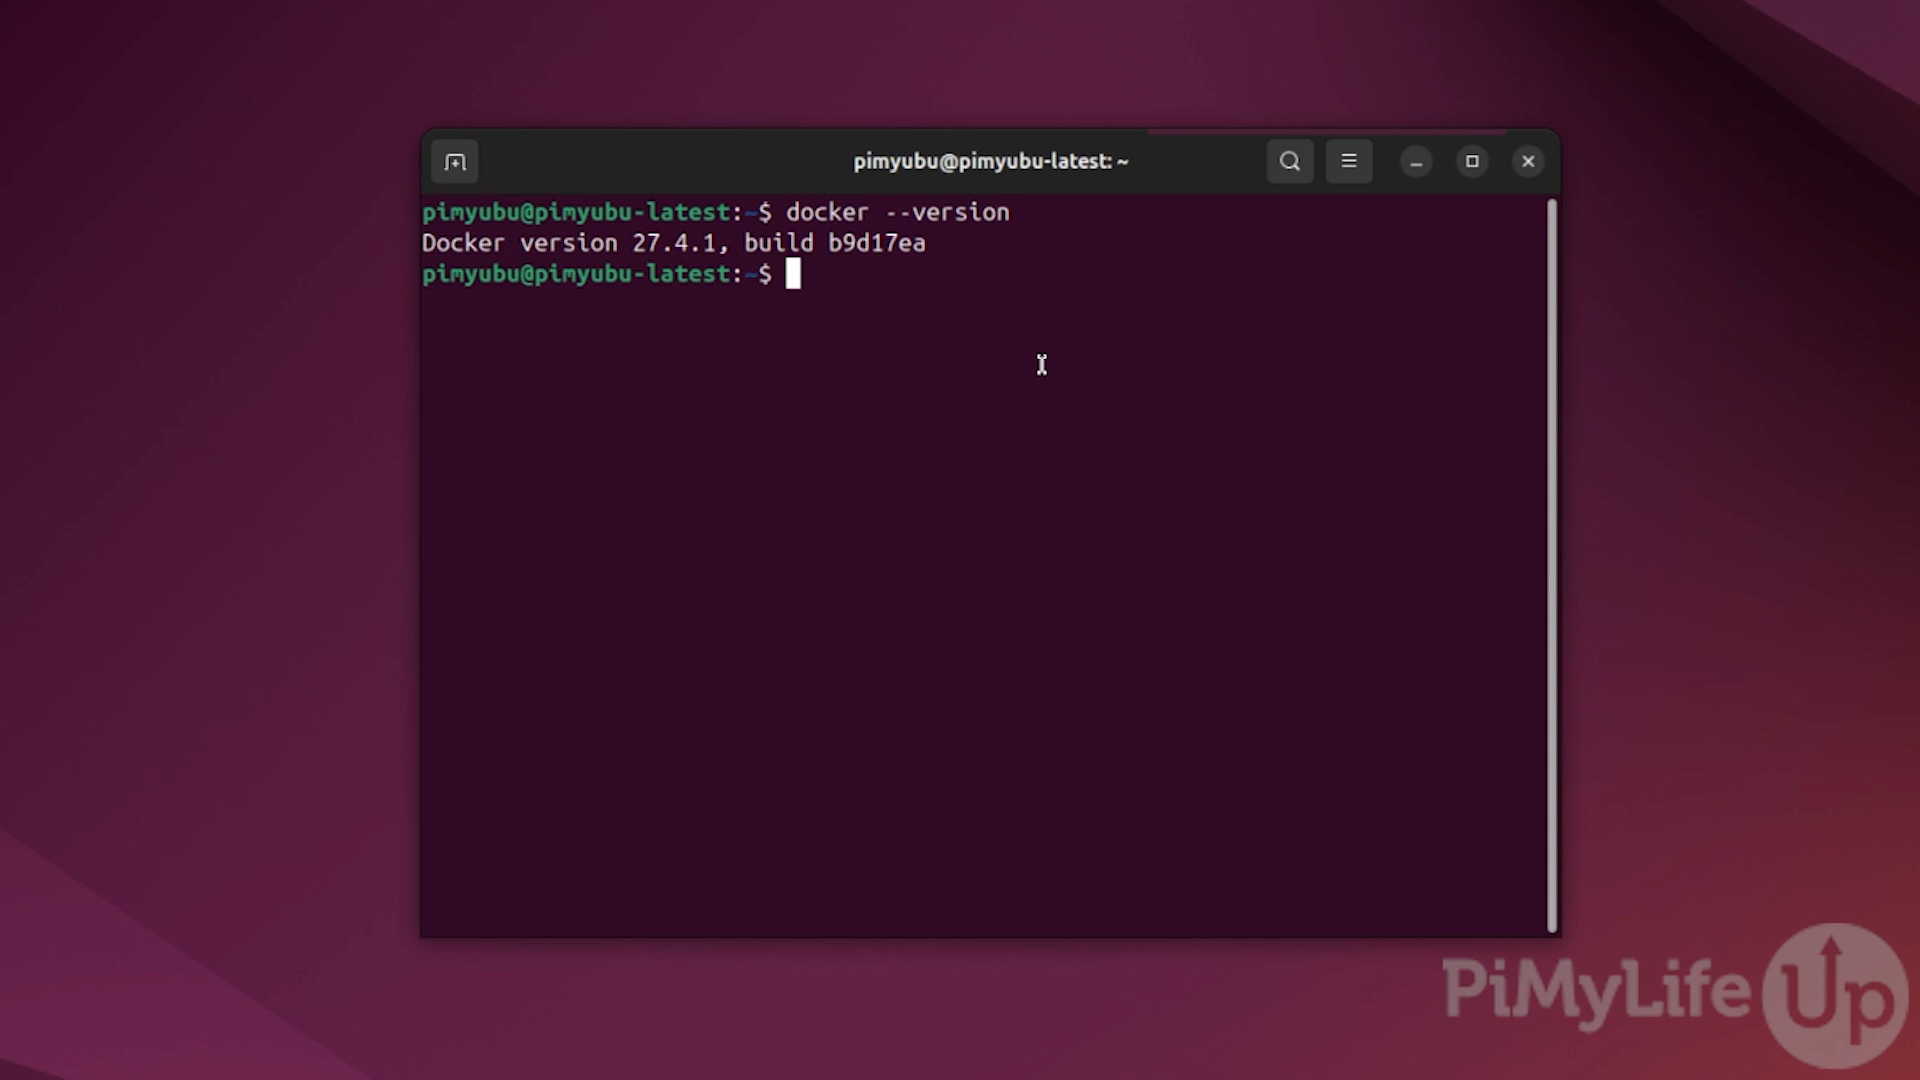 pimyubu@pimyubu-latest: ~
pimyubu@pimyubu-latest:~$ docker --version
Docker version 27.4.1, build b9d17ea
pimyubu@pimyubu-latest:~$
PiMyLifeUp